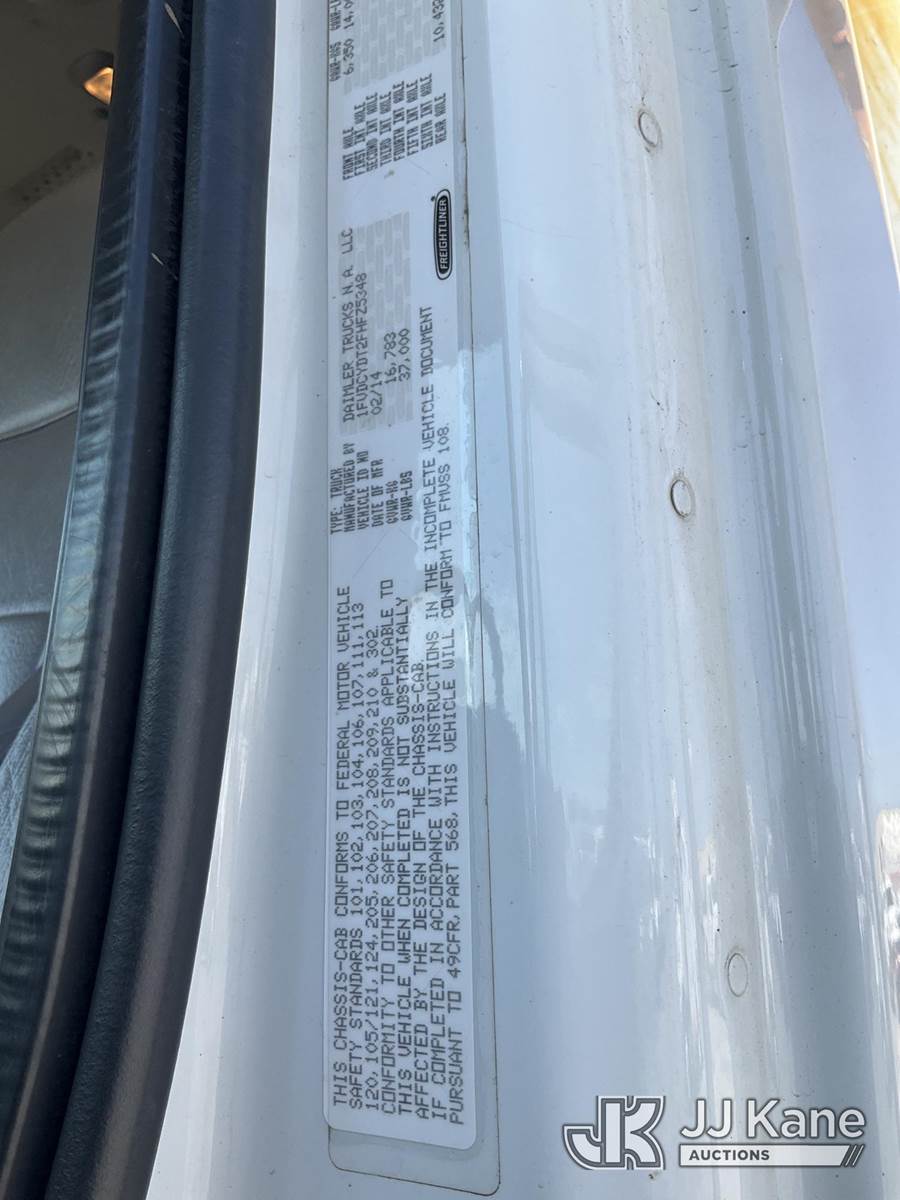 THIS CHASSIS-CAB CONFORMS TO FEDERAL MOTOR VEHICLE
SAFETY STANDARDS 101, 102, 103, 104, 106, 107, 111, 113
120, 105/121, 124, 205, 206, 207, 208, 209, 210 & 302.
CONFORMITY TO OTHER SAFETY STANDARDS APPLICABLE TO
THIS VEHICLE WHEN COMPLETED IS NOT SUBSTANTIALLY
AFFECTED BY THE DESIGN OF THE CHASSIS-CAB.
IF COMPLETED IN ACCORDANCE WITH INSTRUCTIONS IN THE INCOMPLETE VEHICLE DOCUMENT
PURSUANT TO 49CFR, PART 568, THIS VEHICLE WILL CONFORM TO FMVSS 108.
TYPE: TRUCK
MANUFACTURED BY DAIMLER TRUCKS N.A. LLC
VEHICLE ID NO 1FVDCYDT2FHFZ5348
DATE OF MFR 02/14
GVWR-KG 16,783
GVWR-LBS 37,000
FREIGHTLINER
GAWR-KGS
FRONT AXLE 6,350
FIRST INT AXLE
SECOND INT AXLE
THIRD INT AXLE
FOURTH INT AXLE
FIFTH INT AXLE
SIXTH INT AXLE
REAR AXLE
JK JJ Kane
AUCTIONS